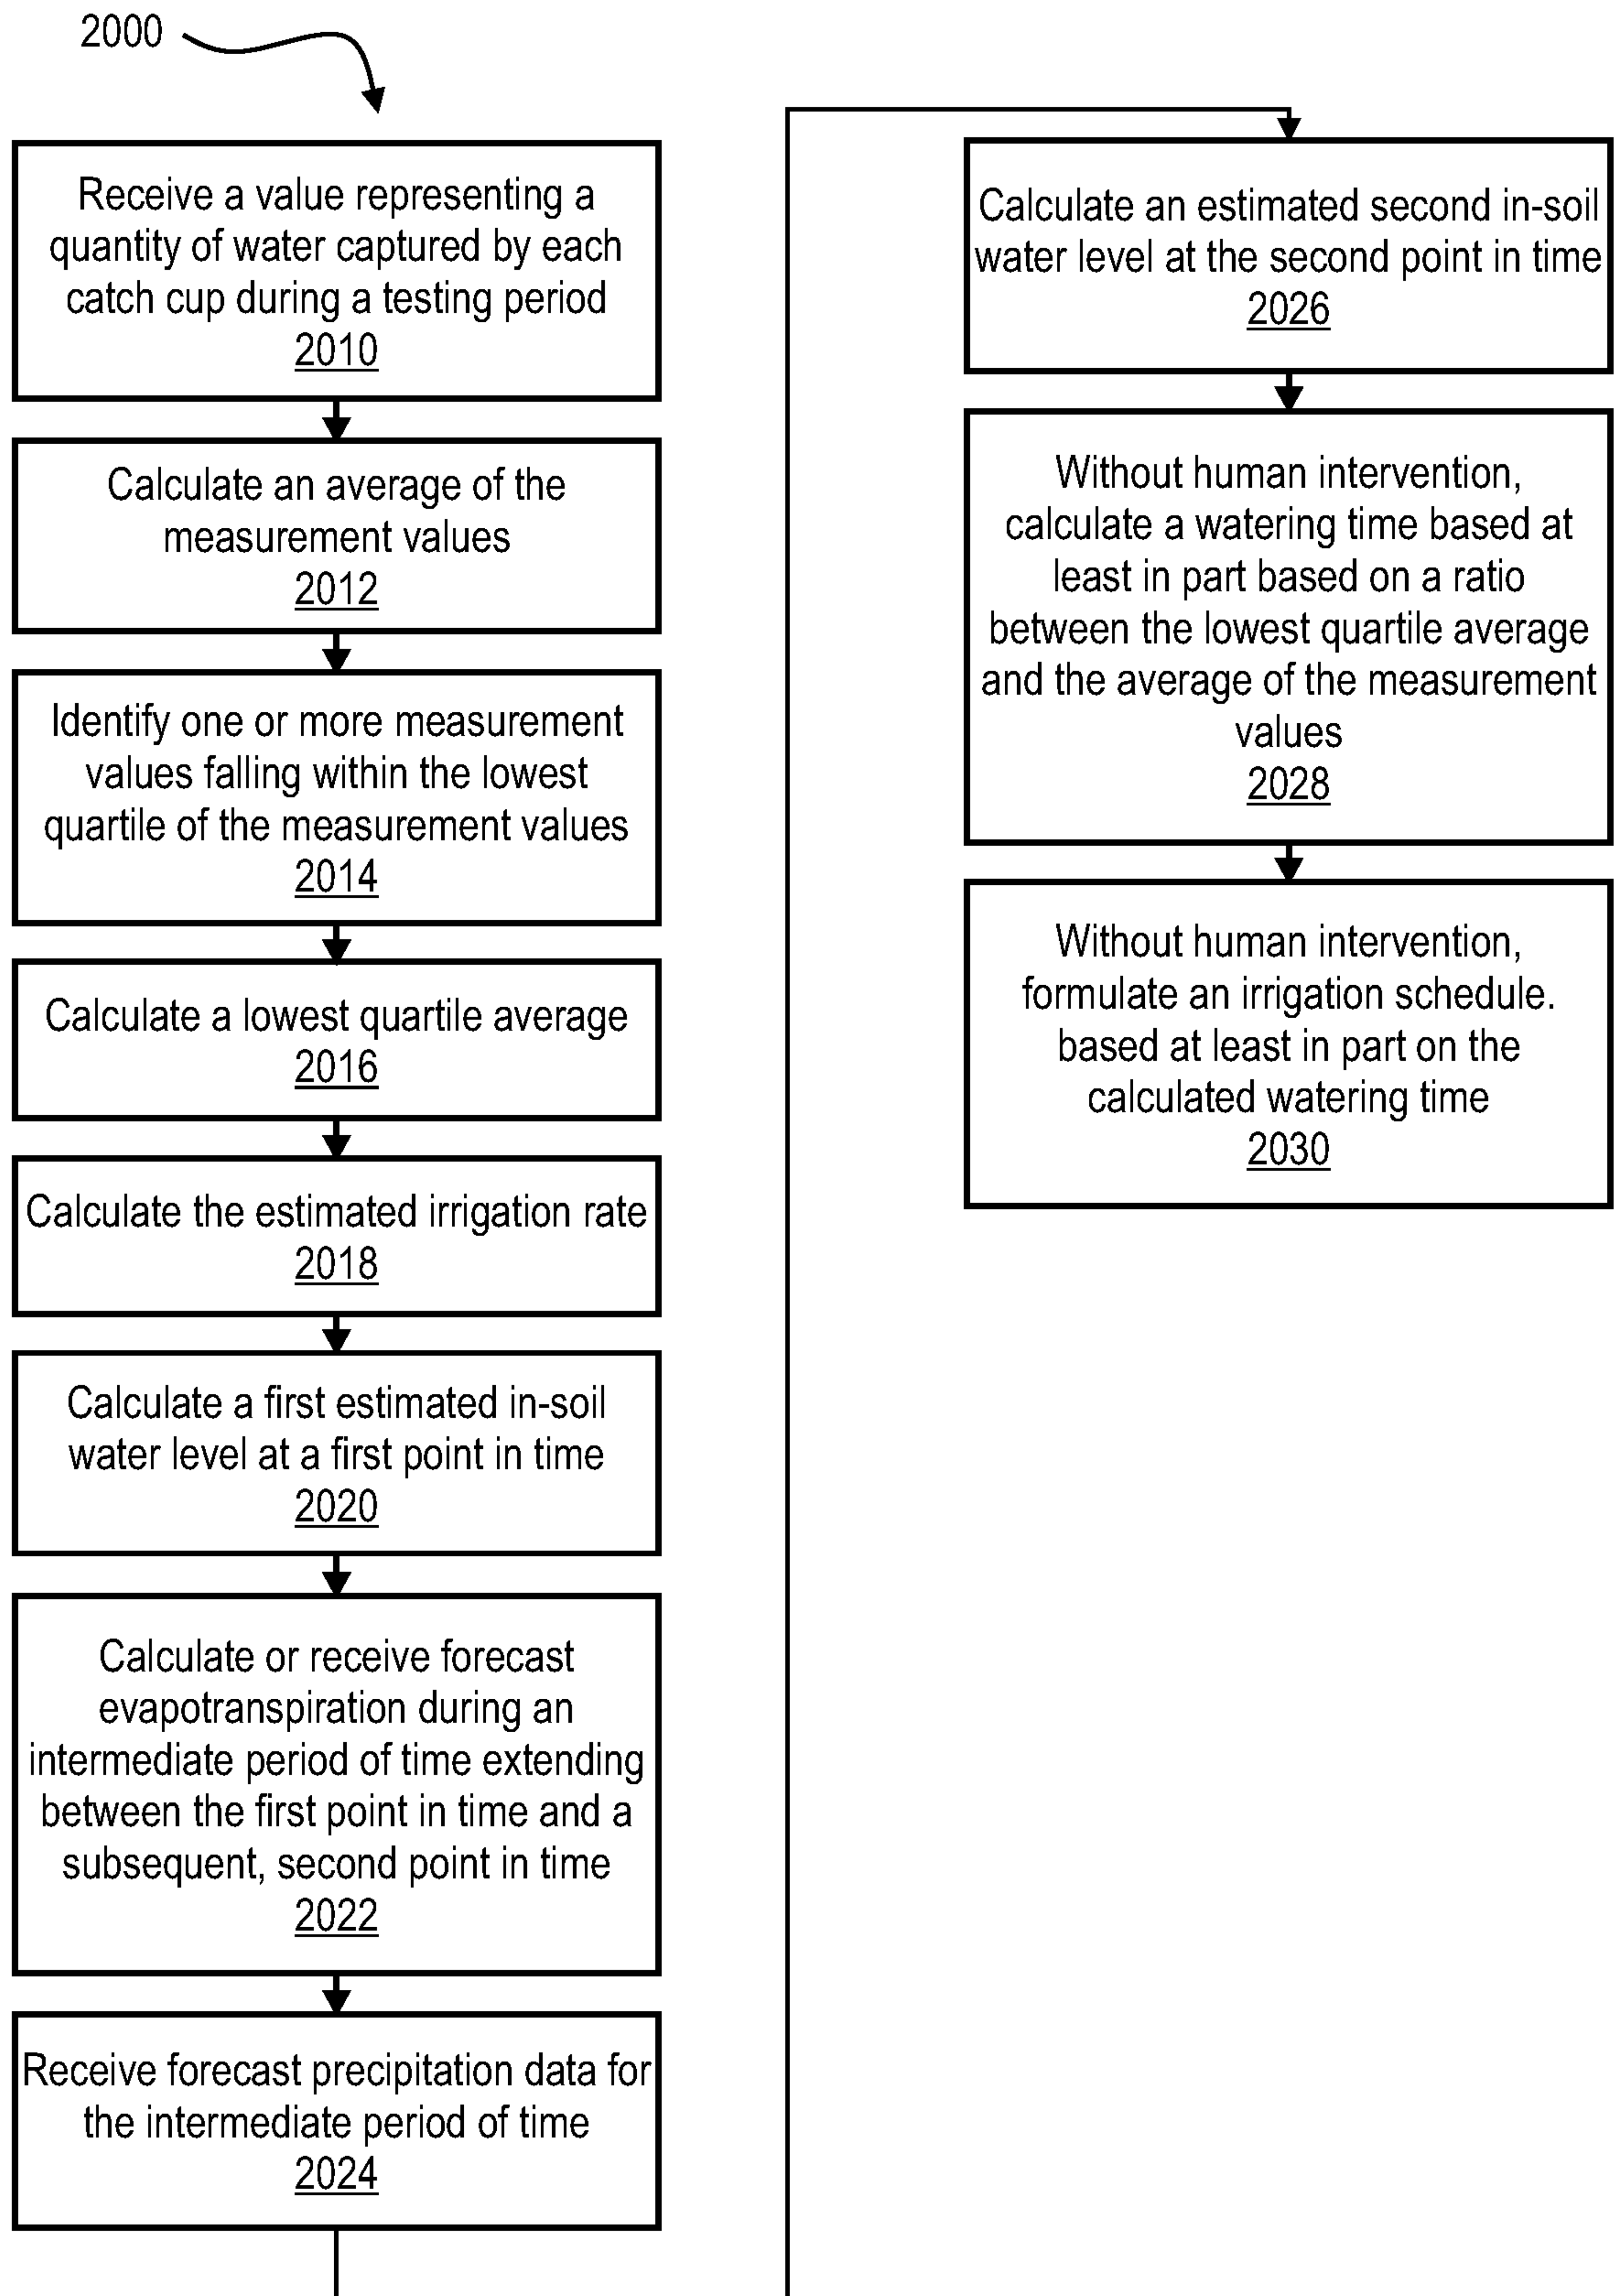 2000
Receive a value representing a
quantity of water captured by each
catch cup during a testing period
2010
Calculate an average of the
measurement values
2012
Identify one or more measurement
values falling within the lowest
quartile of the measurement values
2014
Calculate a lowest quartile average
2016
Calculate the estimated irrigation rate
2018
Calculate a first estimated in-soil
water level at a first point in time
2020
Calculate or receive forecast
evapotranspiration during an
intermediate period of time extending
between the first point in time and a
subsequent, second point in time
2022
Receive forecast precipitation data for
the intermediate period of time
2024
Calculate an estimated second in-soil
water level at the second point in time
2026
Without human intervention,
calculate a watering time based at
least in part based on a ratio
between the lowest quartile average
and the average of the measurement
values
2028
Without human intervention,
formulate an irrigation schedule.
based at least in part on the
calculated watering time
2030